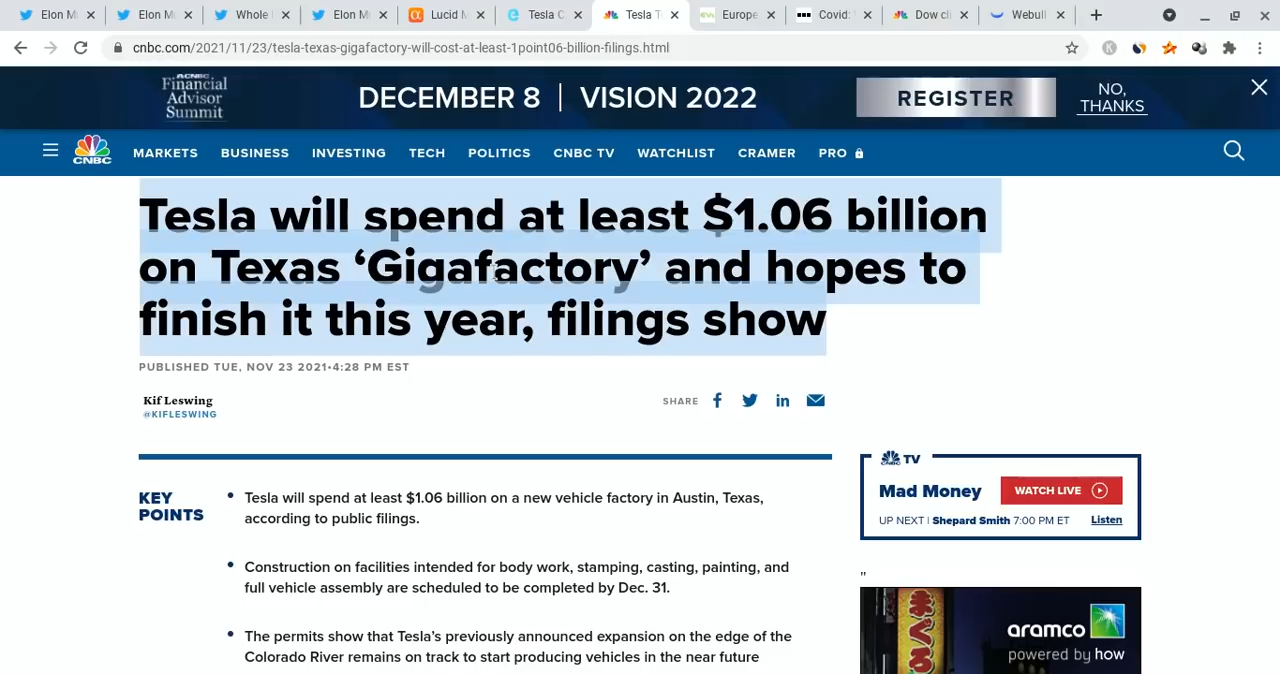 Elon M
Elon M
Whole
Elon M
Lucid M
Tesla C
Tesla T
Europe
Covid:
Dow cl
Webull
cnbc.com/2021/11/23/tesla-texas-gigafactory-will-cost-at-least-1point06-billion-filings.html
CNBC
Financial
Advisor
Summit
DECEMBER 8 | VISION 2022
REGISTER
NO,
THANKS
CNBC
MARKETS BUSINESS INVESTING TECH POLITICS CNBC TV WATCHLIST CRAMER PRO
Tesla will spend at least $1.06 billion
on Texas ‘Gigafactory’ and hopes to
finish it this year, filings show
PUBLISHED TUE, NOV 23 2021•4:28 PM EST
Kif Leswing
@KIFLESWING
SHARE
KEY
POINTS
• Tesla will spend at least $1.06 billion on a new vehicle factory in Austin, Texas,
according to public filings.
• Construction on facilities intended for body work, stamping, casting, painting, and
full vehicle assembly are scheduled to be completed by Dec. 31.
• The permits show that Tesla’s previously announced expansion on the edge of the
Colorado River remains on track to start producing vehicles in the near future
TV
Mad Money
WATCH LIVE
UP NEXT | Shepard Smith 7:00 PM ET
Listen
"
aramco
powered by how